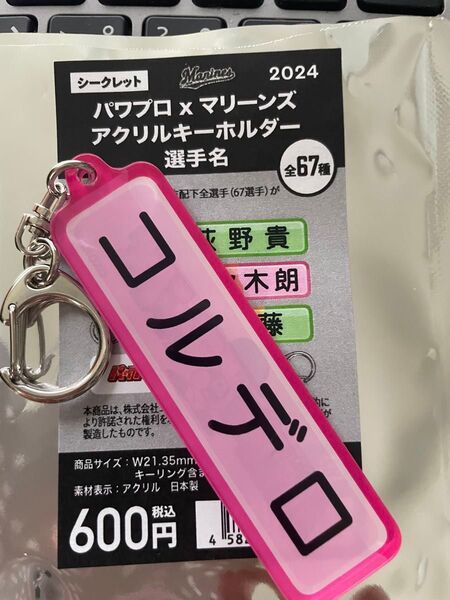 シークレット
Marines
2024
パワプロ x マリーンズ
アクリルキーホルダー
選手名
全67種
配下全選手(67選手)が
荻野貴
木朗
藤
コルデロ
本商品は、株式会社
より許諾された権利を
製造したものです。
商品サイズ:W21.35mm
キーリング含ま
素材表示:アクリル 日本製
600円
税込
4 582